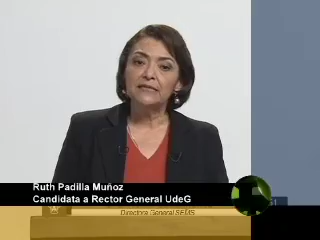 Ruth Padilla Muñoz
Candidata a Rector General UdeG
Directora General SEMS